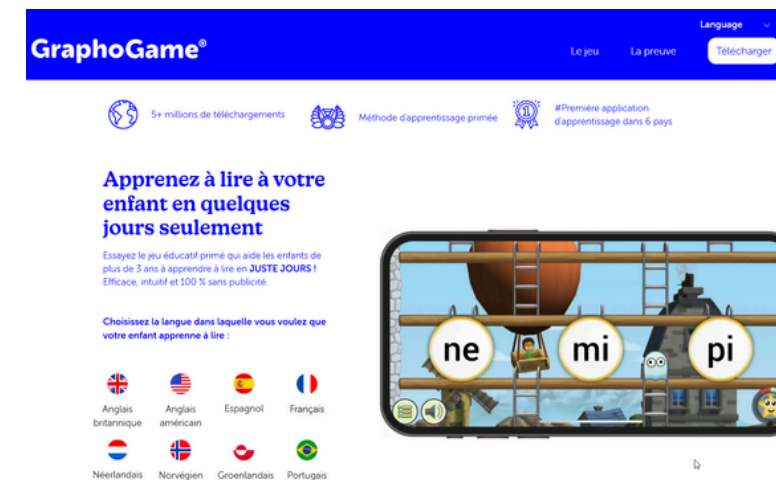 Language
GraphoGame®
Le jeu
La preuve
Télécharger
5+ millions de téléchargements
Méthode d'apprentissage primée
1
#Première application
d'apprentissage dans 6 pays
Apprenez à lire à votre
enfant en quelques
jours seulement
Essayez le jeu éducatif primé qui aide les enfants de
plus de 3 ans à apprendre à lire en JUSTE JOURS !
Efficace, intuitif et 100 % sans publicité.
Choisissez la langue dans laquelle vous voulez que
votre enfant apprenne à lire :
ne
mi
pi
Anglais
britannique
Anglais
américain
Espagnol
Français
Néerlandais
Norvégien
Groenlandais
Portugais